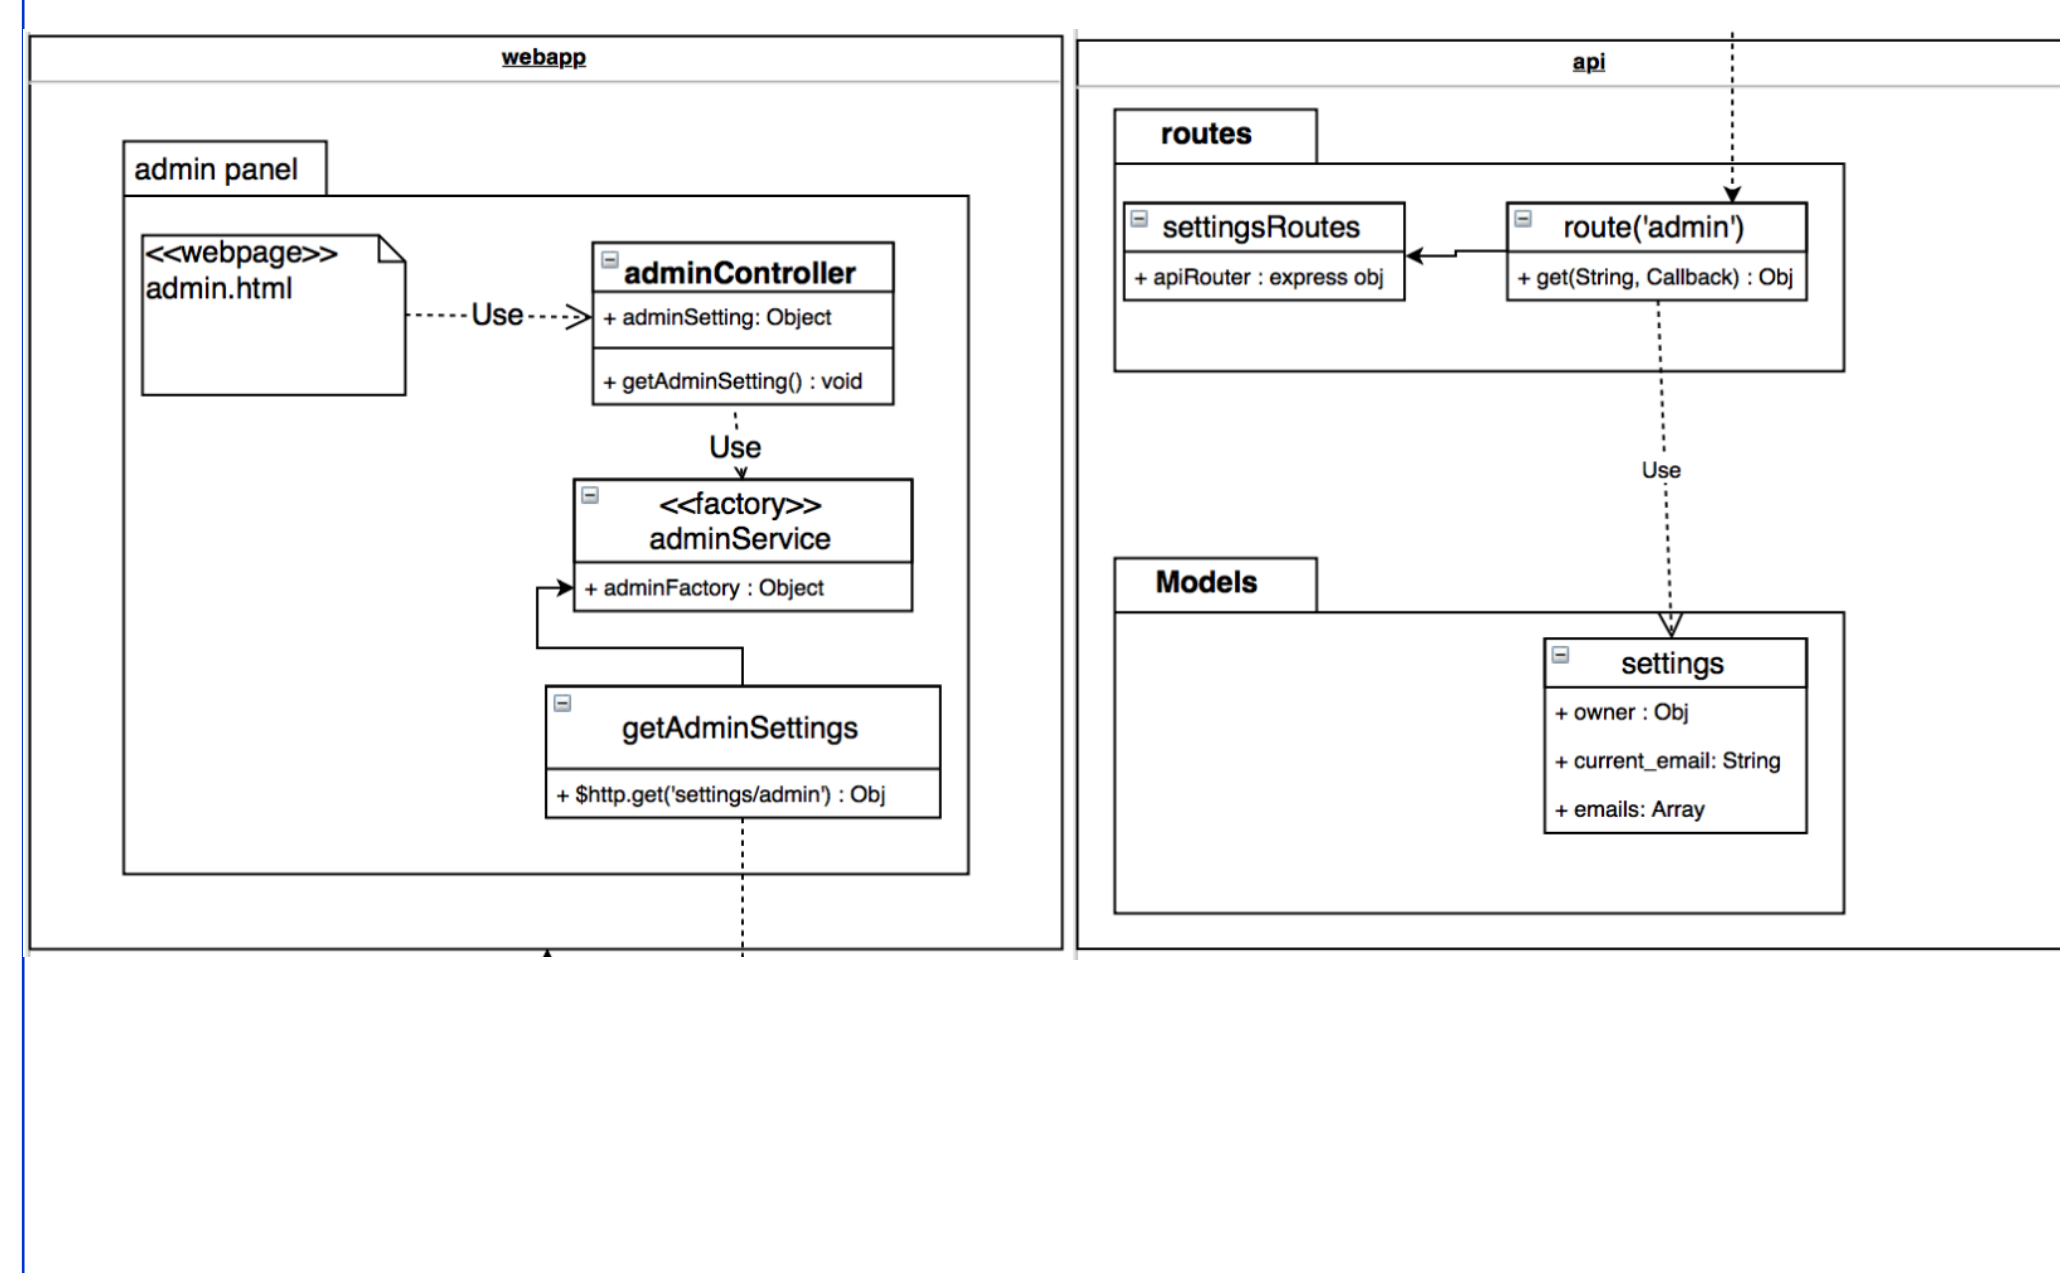 webapp
admin panel
<<webpage>>
admin.html
Use
adminController
+ adminSetting: Object
+ getAdminSetting() : void
Use
<<factory>>
adminService
+ adminFactory : Object
getAdminSettings
+ $http.get('settings/admin') : Obj
api
routes
settingsRoutes
+ apiRouter : express obj
route('admin')
+ get(String, Callback) : Obj
Use
Models
settings
+ owner : Obj
+ current_email: String
+ emails: Array